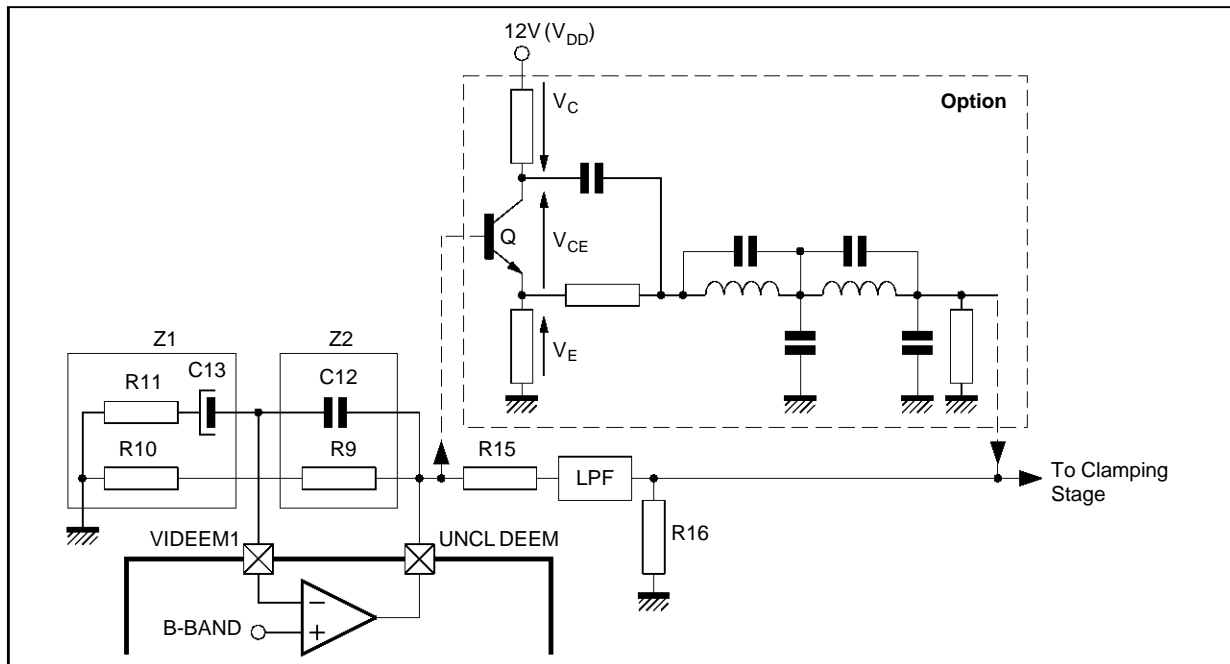 12V (V_DD)
Option
V_C
Q
V_CE
V_E
Z1
Z2
R11
C13
C12
R10
R9
R15
LPF
To Clamping
Stage
R16
VIDEEM1
UNCL DEEM
B-BAND
−
+